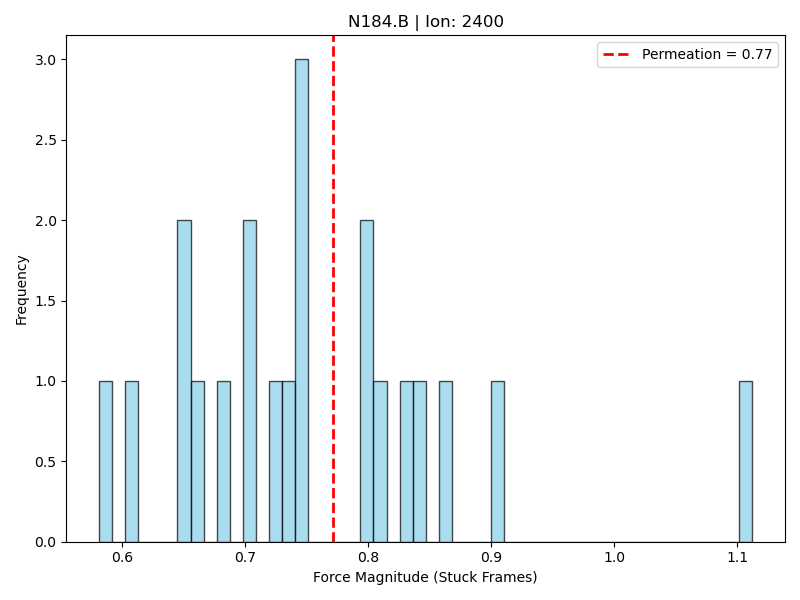 N184.B | Ion: 2400
Permeation = 0.77
3.0
2.5
2.0
1.5
1.0
0.5
0.0
Frequency
0.6 0.7 0.8 0.9 1.0 1.1
Force Magnitude (Stuck Frames)